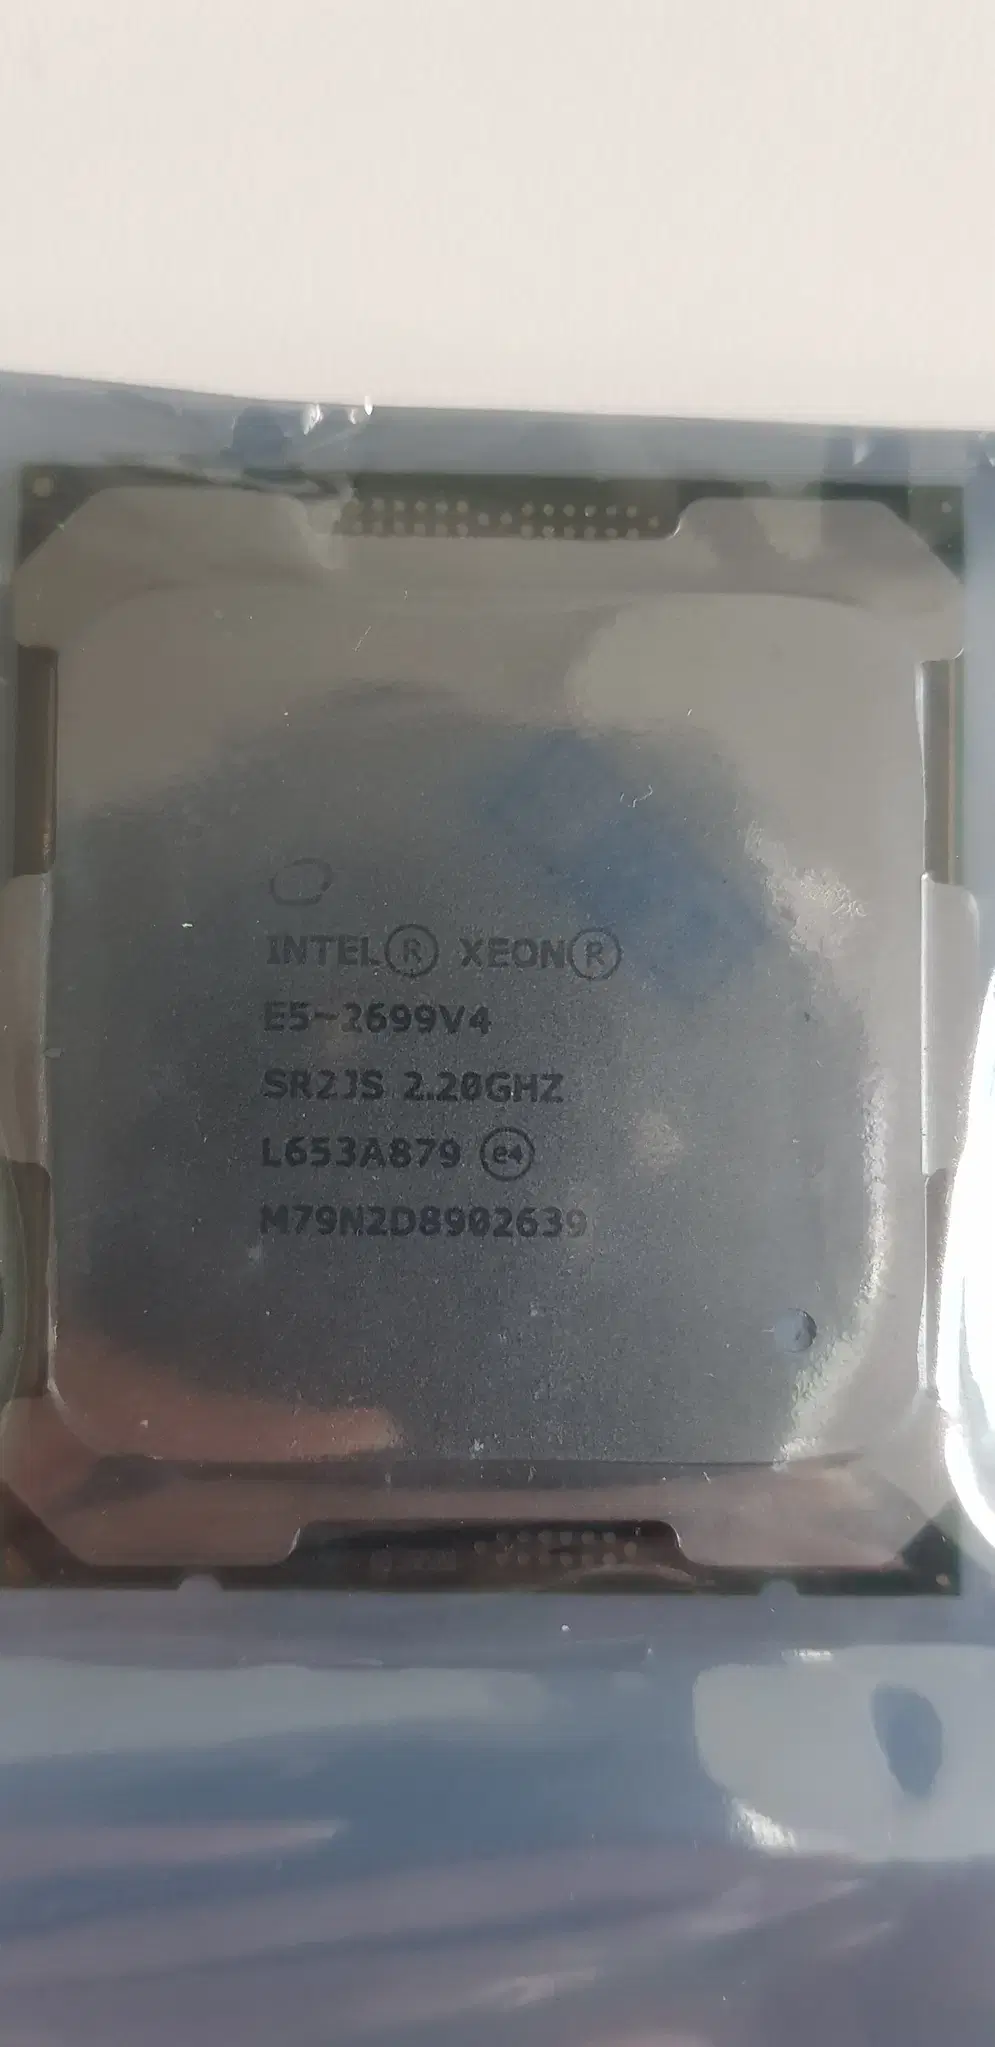 INTEL® XEON®
E5-2699V4
SR2JS 2.20GHZ
L653A879 e4
M79N2D8902639